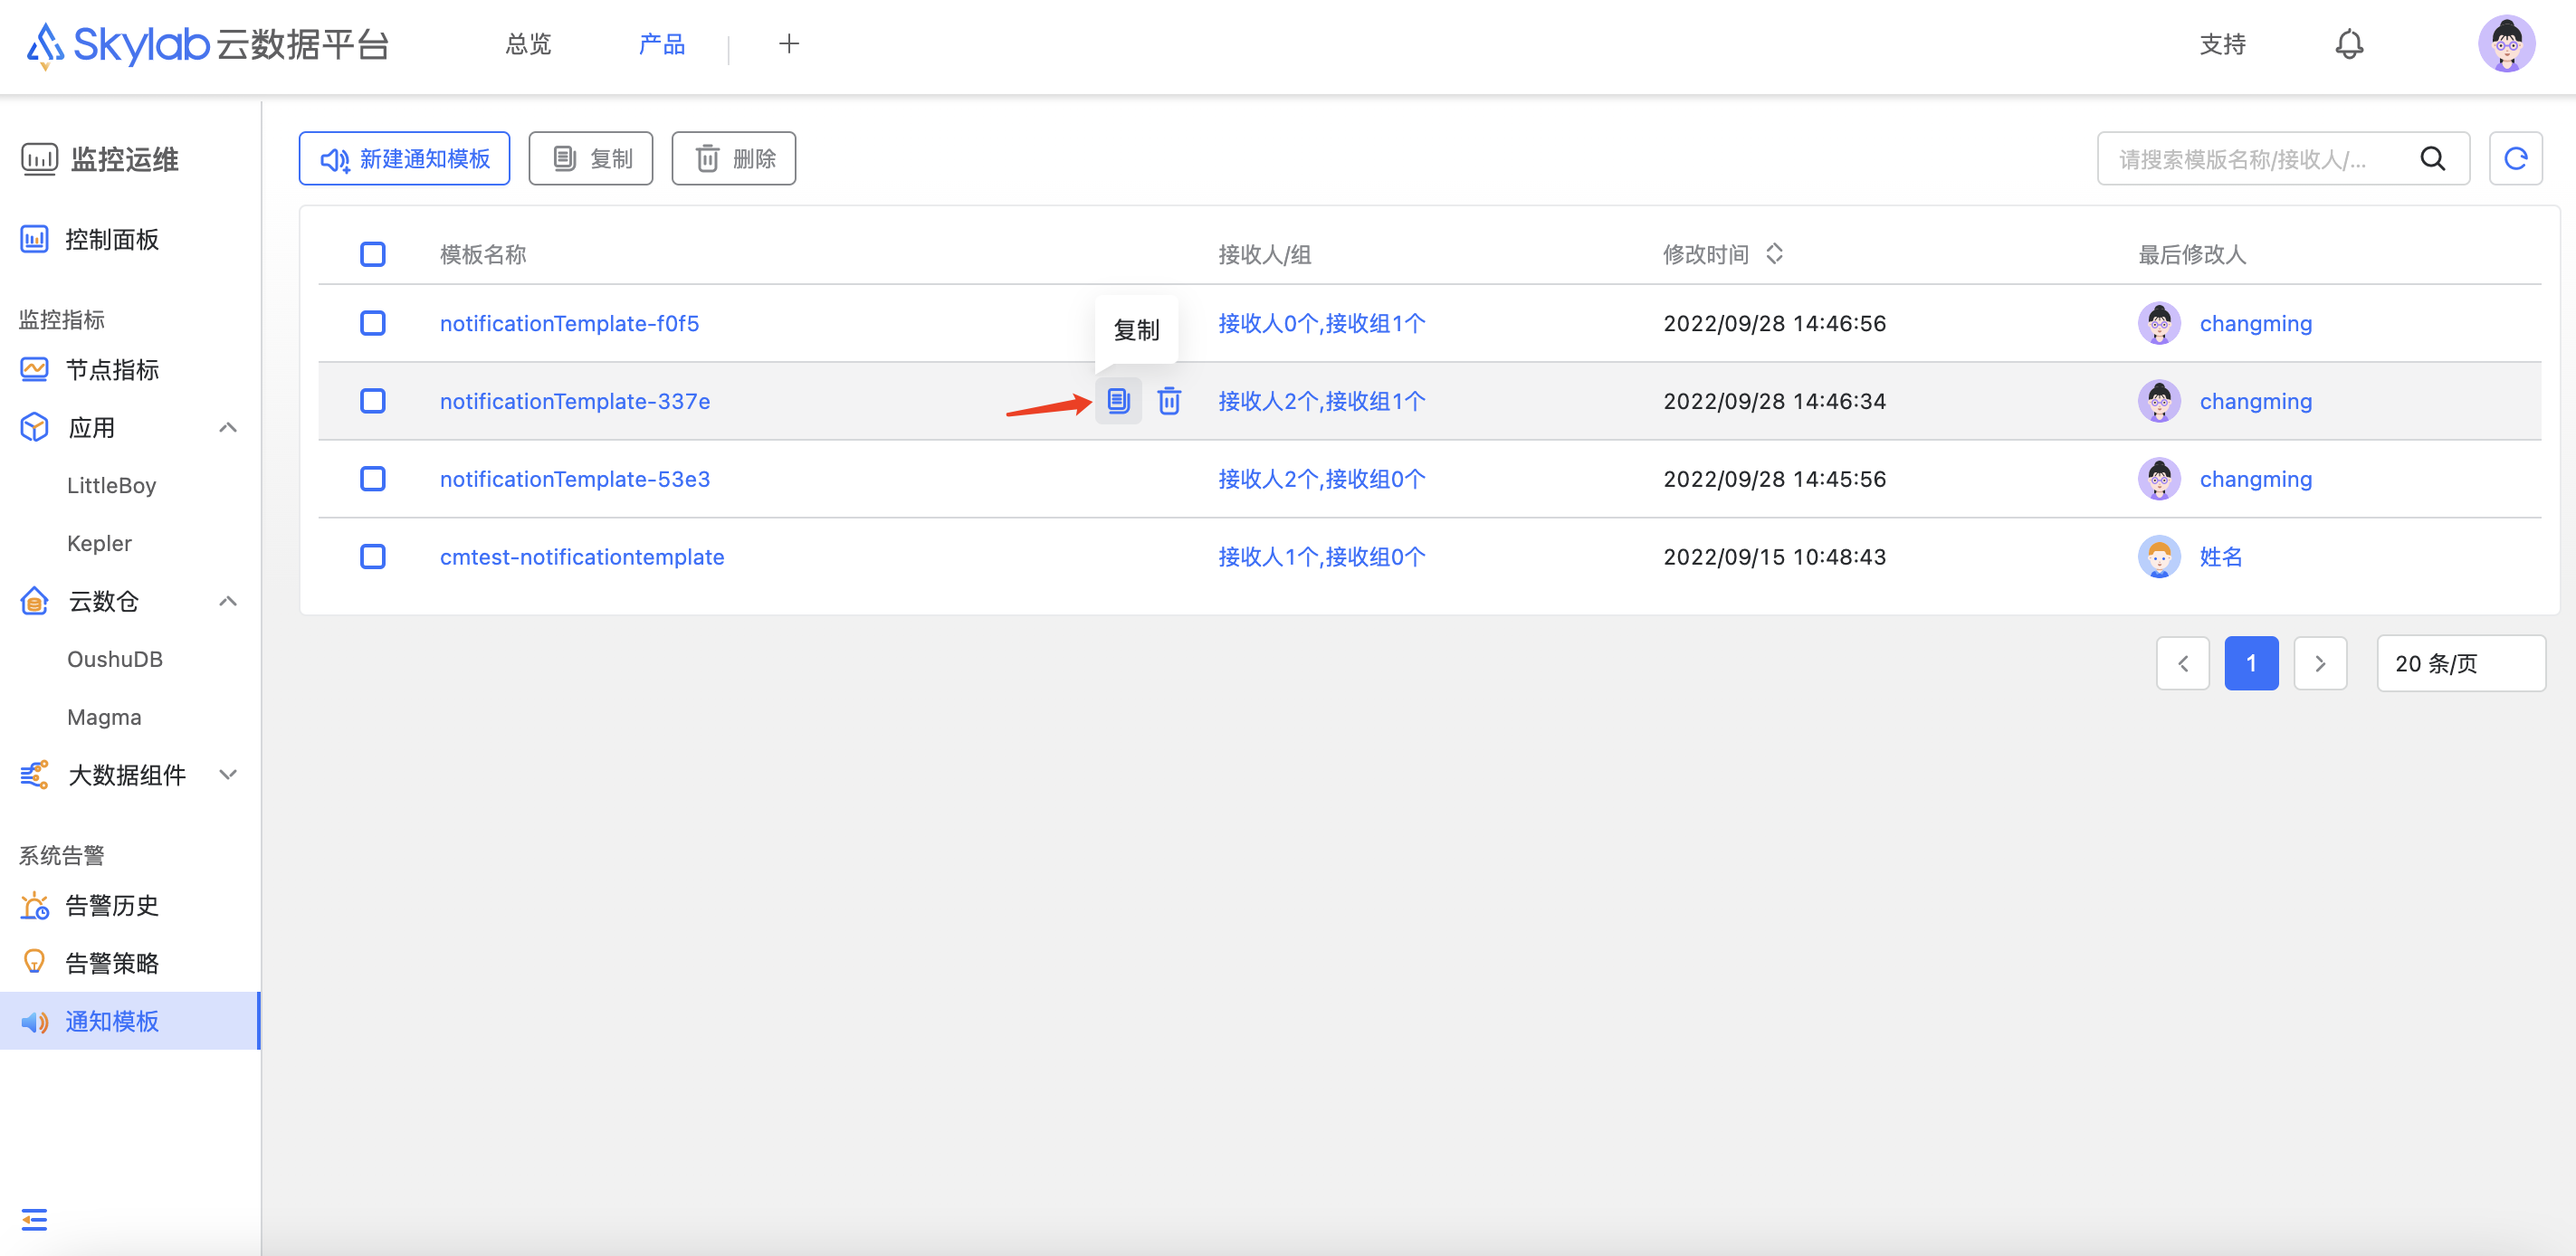 Skylab 云数据平台 总览 产品 支持
监控运维
控制面板
监控指标
节点指标
应用
LittleBoy
Kepler
云数仓
OushuDB
Magma
大数据组件
系统告警
告警历史
告警策略
通知模板
新建通知模板 复制 删除 请搜索模版名称/接收人/...
模板名称 接收人/组 修改时间 最后修改人
notificationTemplate-f0f5 接收人0个,接收组1个 2022/09/28 14:46:56 changming
复制
notificationTemplate-337e 接收人2个,接收组1个 2022/09/28 14:46:34 changming
notificationTemplate-53e3 接收人2个,接收组0个 2022/09/28 14:45:56 changming
cmtest-notificationtemplate 接收人1个,接收组0个 2022/09/15 10:48:43 姓名
1 20 条/页